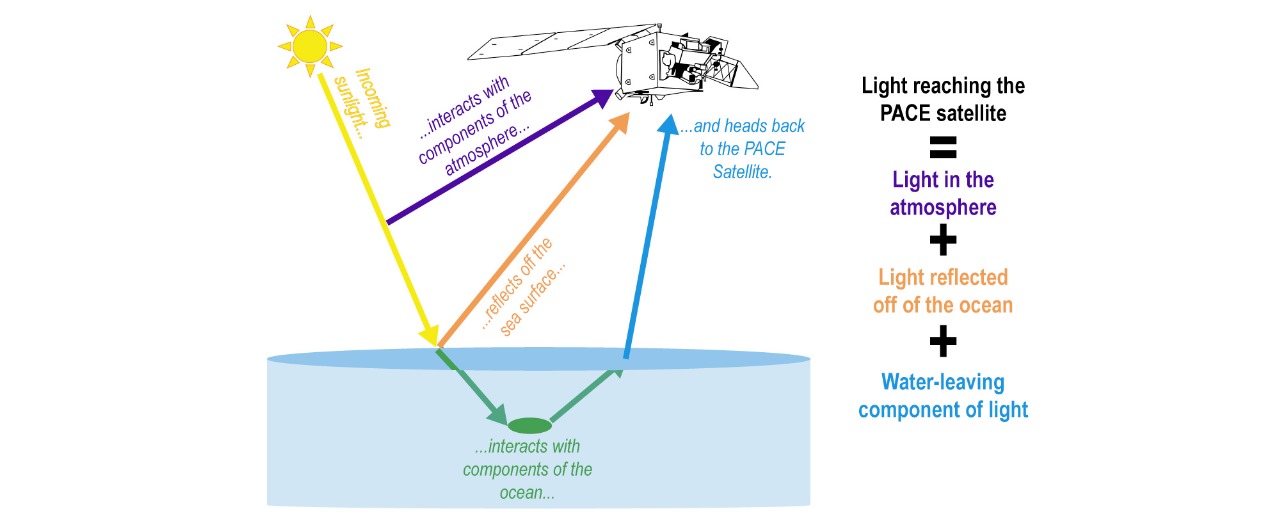 Incoming
sunlight...
...interacts with
components of the
atmosphere...
...reflects off the
sea surface...
...and heads back
to the PACE
Satellite.
...interacts with
components of the
ocean...
Light reaching the
PACE satellite
=
Light in the
atmosphere
+
Light reflected
off of the ocean
+
Water-leaving
component of light